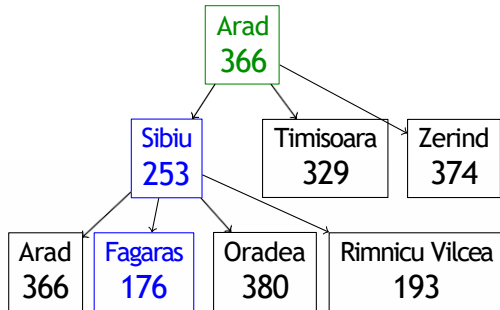 Arad
366
Sibiu
253
Timisoara
329
Zerind
374
Arad
366
Fagaras
176
Oradea
380
Rimnicu Vilcea
193